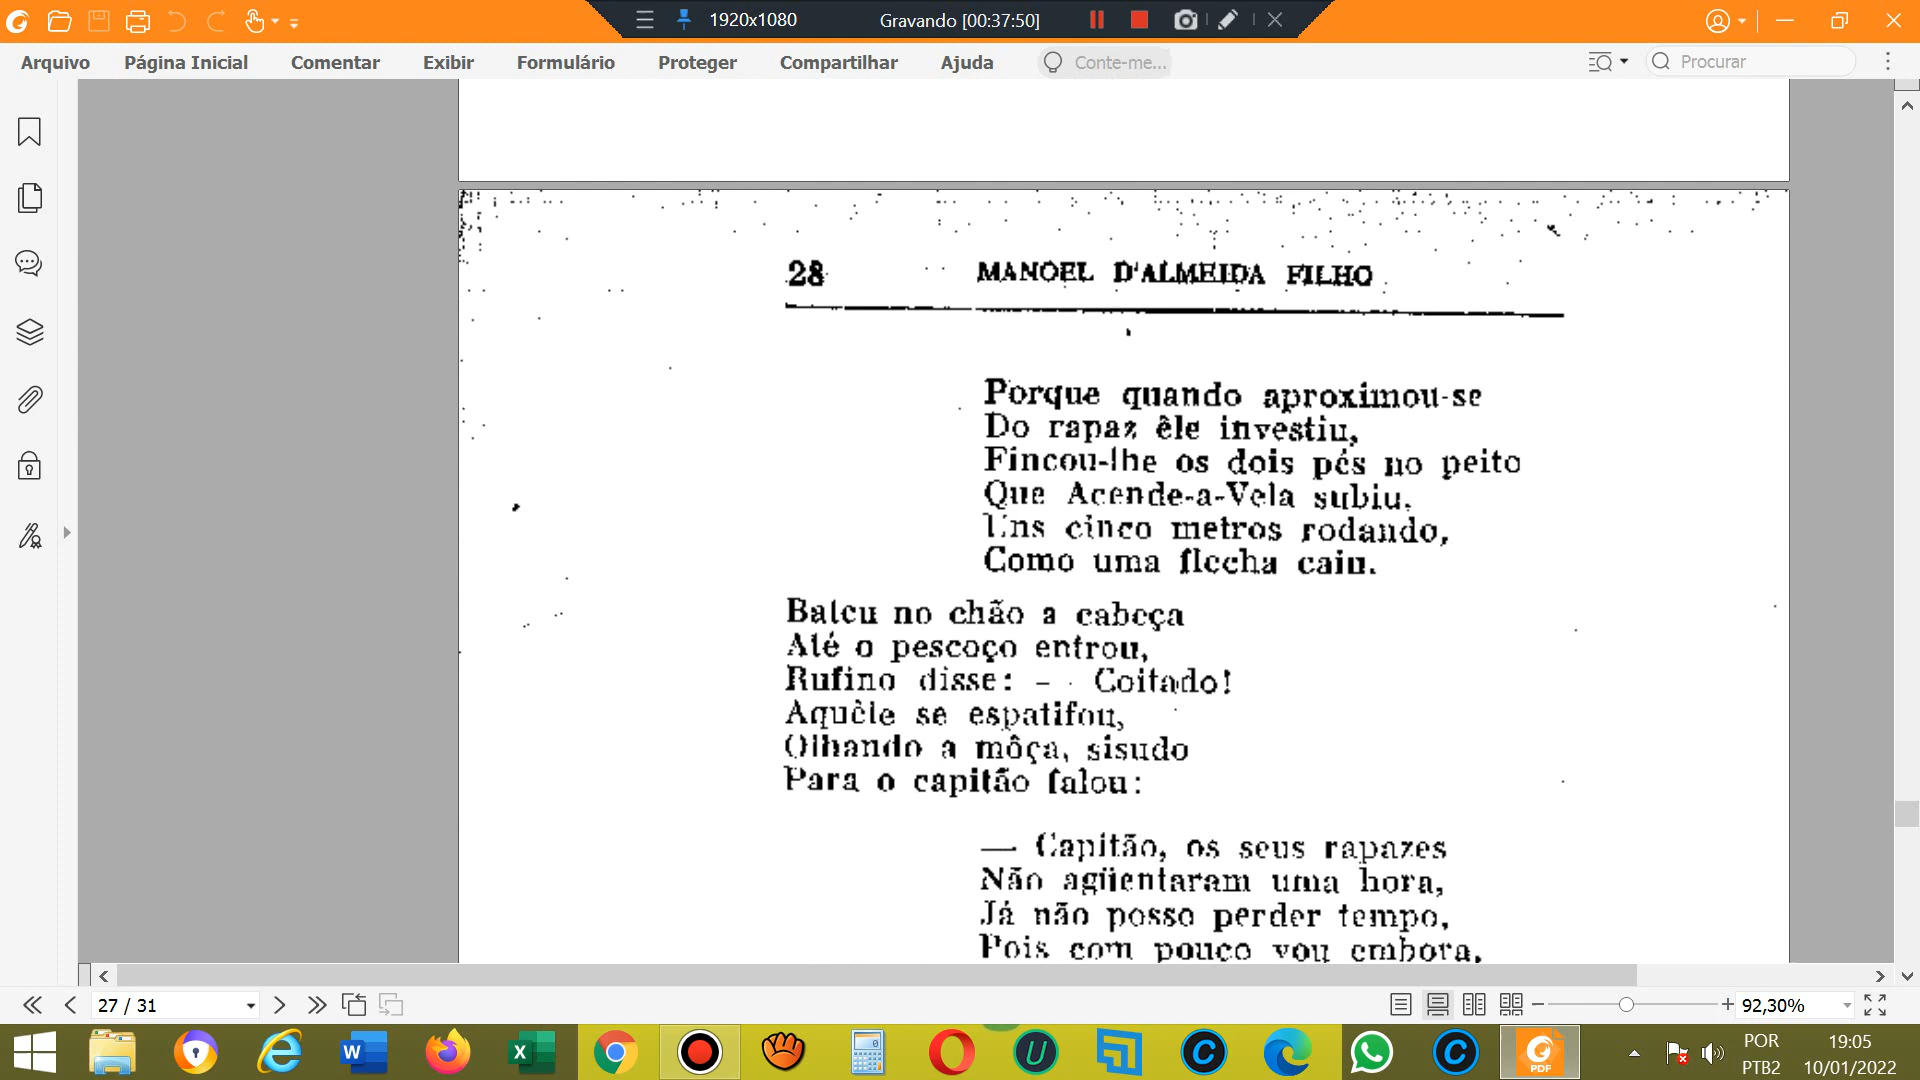 1920x1080 Gravando [00:37:50]
Arquivo Página Inicial Comentar Exibir Formulário Proteger Compartilhar Ajuda Conte-me... Procurar
28 MANOEL D'ALMEIDA FILHO
Porque quando aproximou-se
Do rapaz êle investiu,
Fincou-lhe os dois pés no peito
Que Acende-a-Vela subiu,
Uns cinco metros rodando,
Como uma flecha caiu.
Bateu no chão a cabeça
Até o pescoço entrou,
Rufino disse: — Coitado!
Aquêle se espatifou,
Olhando a môça, sisudo
Para o capitão falou:
— Capitão, os seus rapazes
Não agüentaram uma hora,
Já não posso perder tempo,
Pois com pouco vou embora,
27 / 31
92,30%
POR
PTB2
19:05
10/01/2022
PDF